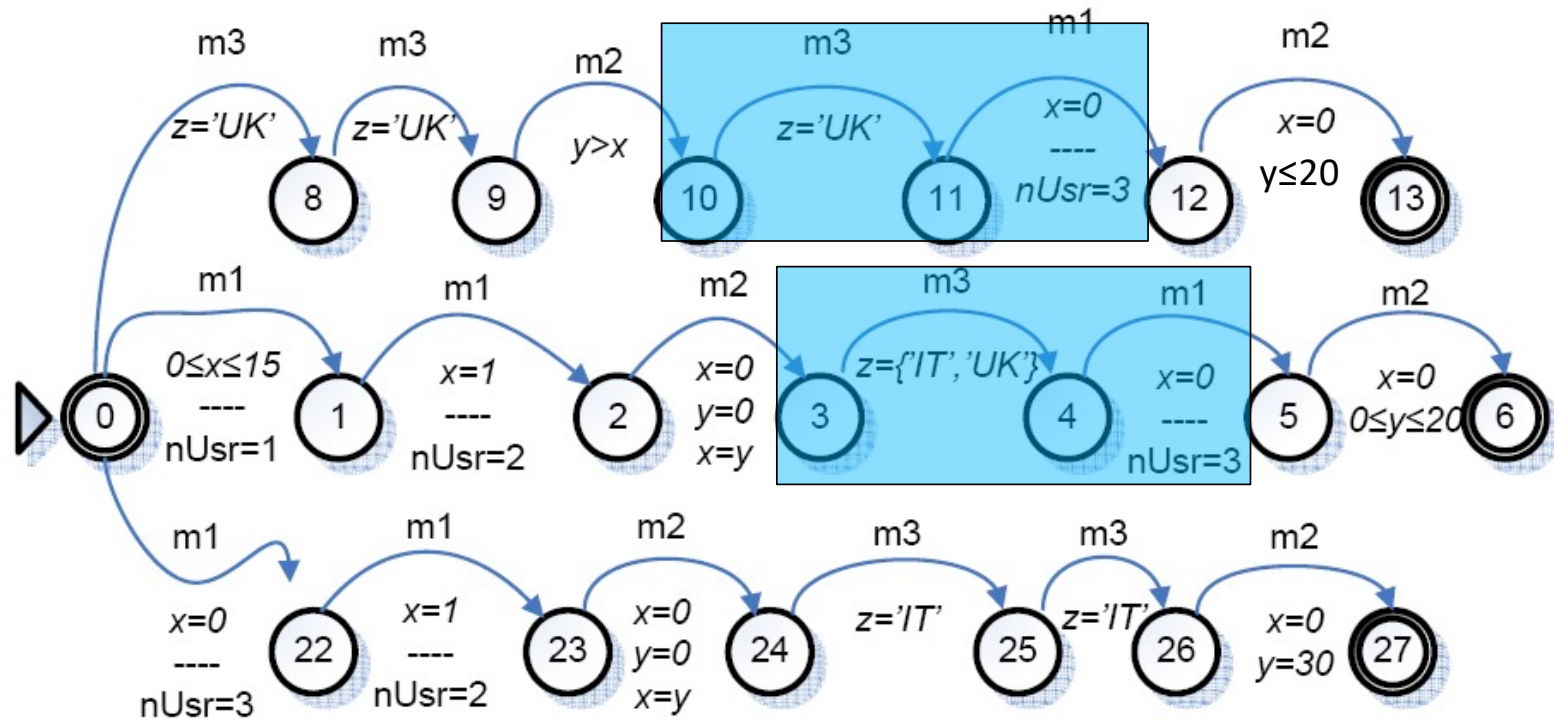 m3 m3 m2 m3 m1 m2
z='UK' z='UK' y>x z='UK' x=0 x=0
---- y≤20
nUsr=3
8 9 10 11 12 13
m1 m1 m2 m3 m1 m2
0≤x≤15 x=1 x=0 z={'IT','UK'} x=0 x=0
---- ---- y=0 ---- 0≤y≤20
nUsr=1 nUsr=2 x=y nUsr=3
0 1 2 3 4 5 6
m1 m1 m2 m3 m3 m2
x=0 x=1 x=0 z='IT' z='IT' x=0
---- ---- y=0 y=30
nUsr=3 nUsr=2 x=y
22 23 24 25 26 27